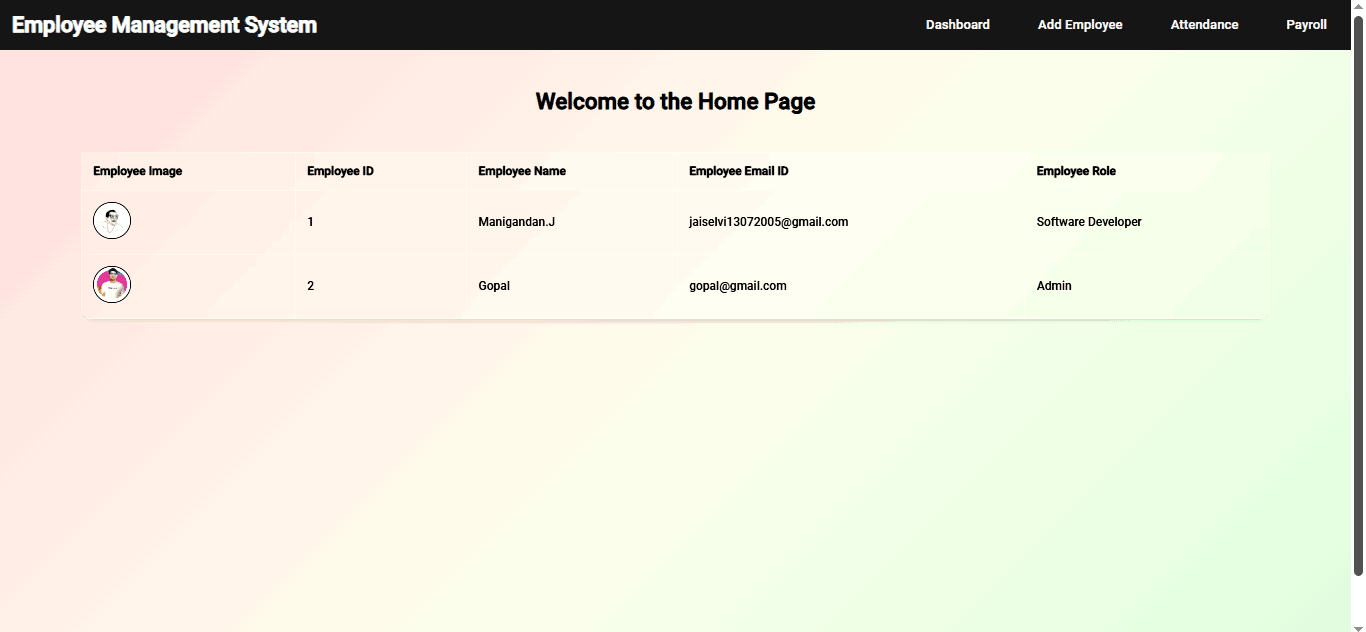 Employee Management System Dashboard Add Employee Attendance Payroll
Welcome to the Home Page
Employee Image Employee ID Employee Name Employee Email ID Employee Role
1 Manigandan.J jaiselvi13072005@gmail.com Software Developer
2 Gopal gopal@gmail.com Admin